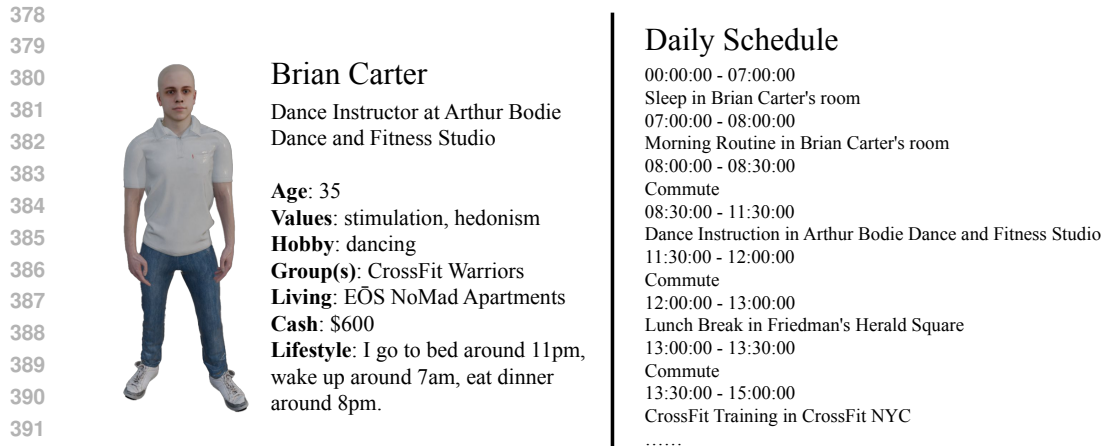 378
379
380
381
382
383
384
385
386
387
388
389
390
391
Brian Carter
Dance Instructor at Arthur Bodie
Dance and Fitness Studio
Age: 35
Values: stimulation, hedonism
Hobby: dancing
Group(s): CrossFit Warriors
Living: EŌS NoMad Apartments
Cash: $600
Lifestyle: I go to bed around 11pm,
wake up around 7am, eat dinner
around 8pm.
Daily Schedule
00:00:00 - 07:00:00
Sleep in Brian Carter's room
07:00:00 - 08:00:00
Morning Routine in Brian Carter's room
08:00:00 - 08:30:00
Commute
08:30:00 - 11:30:00
Dance Instruction in Arthur Bodie Dance and Fitness Studio
11:30:00 - 12:00:00
Commute
12:00:00 - 13:00:00
Lunch Break in Friedman's Herald Square
13:00:00 - 13:30:00
Commute
13:30:00 - 15:00:00
CrossFit Training in CrossFit NYC
......